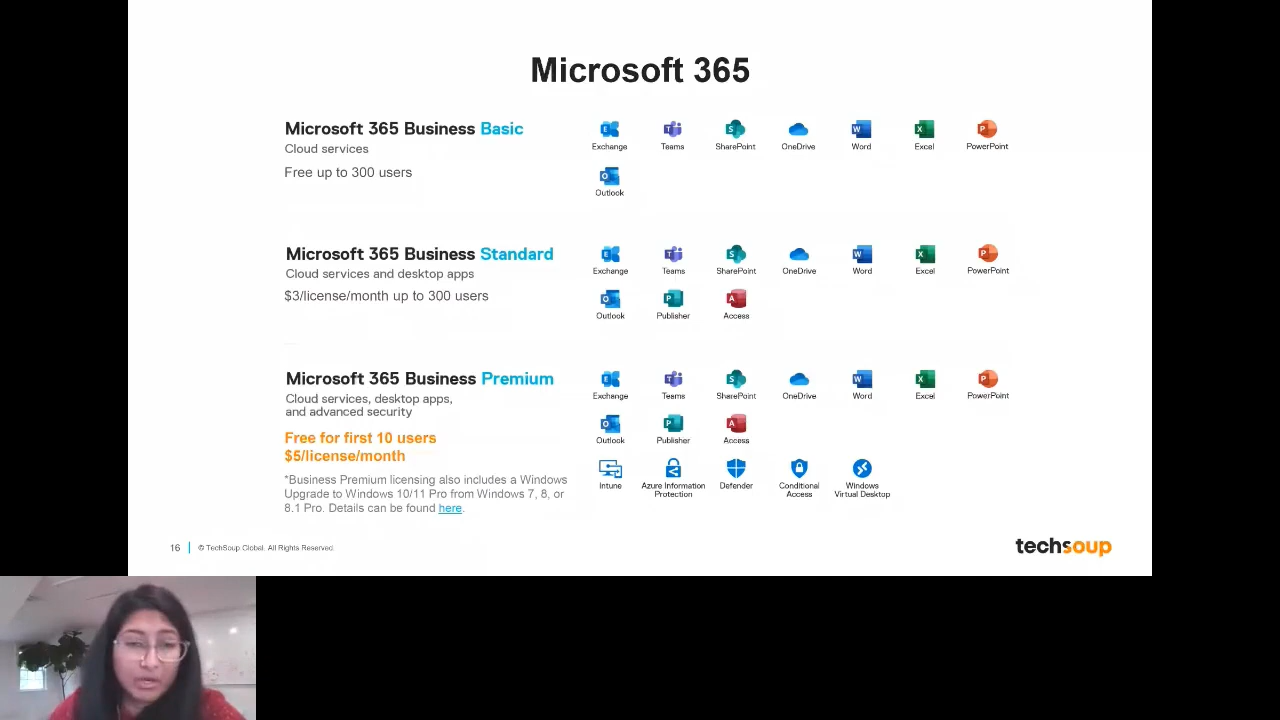 Microsoft 365
Microsoft 365 Business Basic
Cloud services
Free up to 300 users
Exchange Teams SharePoint OneDrive Word Excel PowerPoint
Outlook
Microsoft 365 Business Standard
Cloud services and desktop apps
$3/license/month up to 300 users
Exchange Teams SharePoint OneDrive Word Excel PowerPoint
Outlook Publisher Access
Microsoft 365 Business Premium
Cloud services, desktop apps,
and advanced security
Free for first 10 users
$5/license/month
*Business Premium licensing also includes a Windows
Upgrade to Windows 10/11 Pro from Windows 7, 8, or
8.1 Pro. Details can be found here.
Exchange Teams SharePoint OneDrive Word Excel PowerPoint
Outlook Publisher Access
Intune Azure Information Defender Conditional Windows
Protection Access Virtual Desktop
16 © TechSoup Global. All Rights Reserved.
techsoup